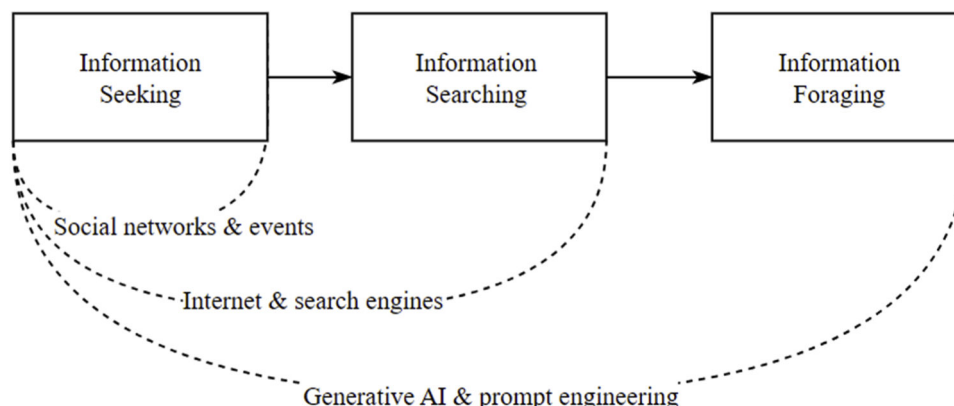 Information
Seeking
Information
Searching
Information
Foraging
Social networks & events
Internet & search engines
Generative AI & prompt engineering